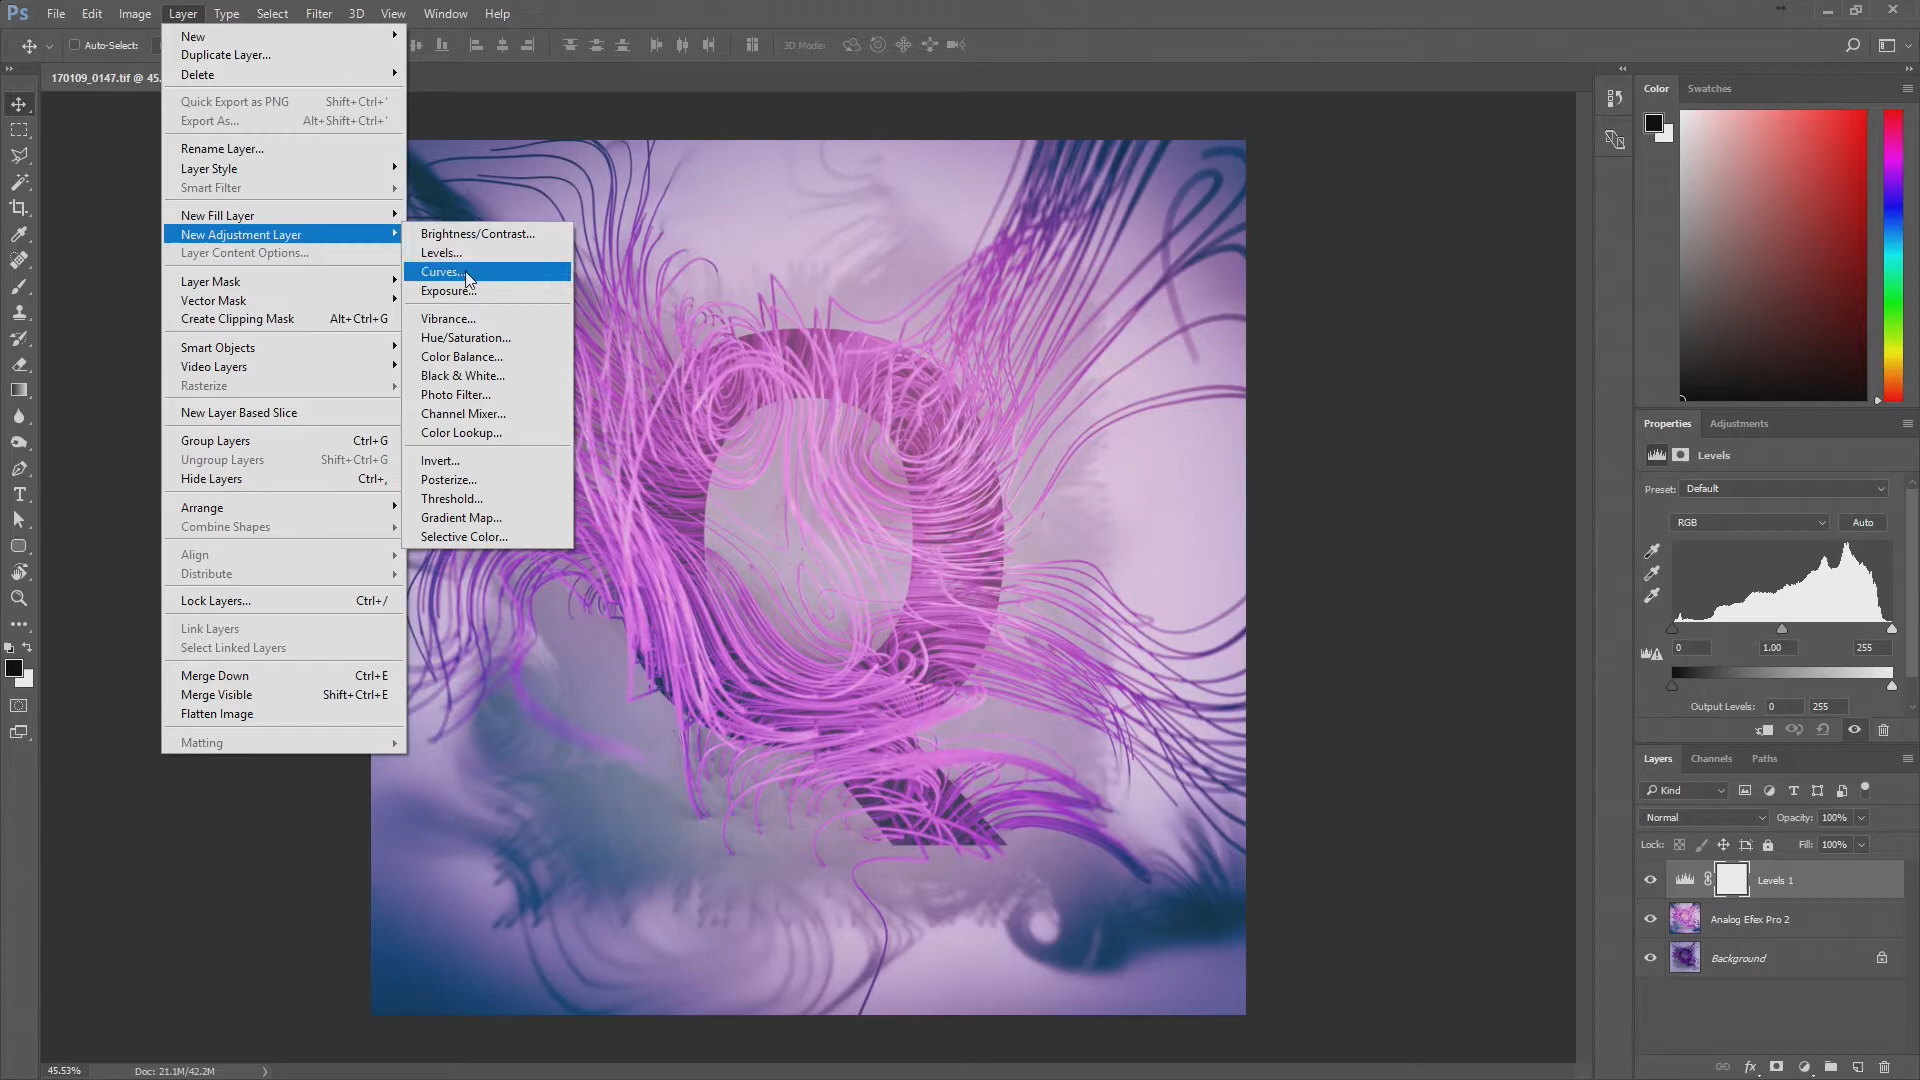 Ps File Edit Image Layer Type Select Filter 3D View Window Help
Auto-Select: 3D Mode:
170109_0147.tif @ 45.
New
Duplicate Layer...
Delete
Quick Export as PNG Shift+Ctrl+'
Export As... Alt+Shift+Ctrl+'
Rename Layer...
Layer Style
Smart Filter
New Fill Layer
New Adjustment Layer
Layer Content Options...
Layer Mask
Vector Mask
Create Clipping Mask Alt+Ctrl+G
Smart Objects
Video Layers
Rasterize
New Layer Based Slice
Group Layers Ctrl+G
Ungroup Layers Shift+Ctrl+G
Hide Layers Ctrl+,
Arrange
Combine Shapes
Align
Distribute
Lock Layers... Ctrl+/
Link Layers
Select Linked Layers
Merge Down Ctrl+E
Merge Visible Shift+Ctrl+E
Flatten Image
Matting
Brightness/Contrast...
Levels...
Curves...
Exposure...
Vibrance...
Hue/Saturation...
Color Balance...
Black & White...
Photo Filter...
Channel Mixer...
Color Lookup...
Invert...
Posterize...
Threshold...
Gradient Map...
Selective Color...
Color Swatches
Properties Adjustments
Levels
Preset: Default
RGB Auto
0 1.00 255
Output Levels: 0 255
Layers Channels Paths
Kind
Normal Opacity: 100%
Lock: Fill: 100%
Levels 1
Analog Efex Pro 2
Background
fx
45.53% Doc: 21.1M/42.2M